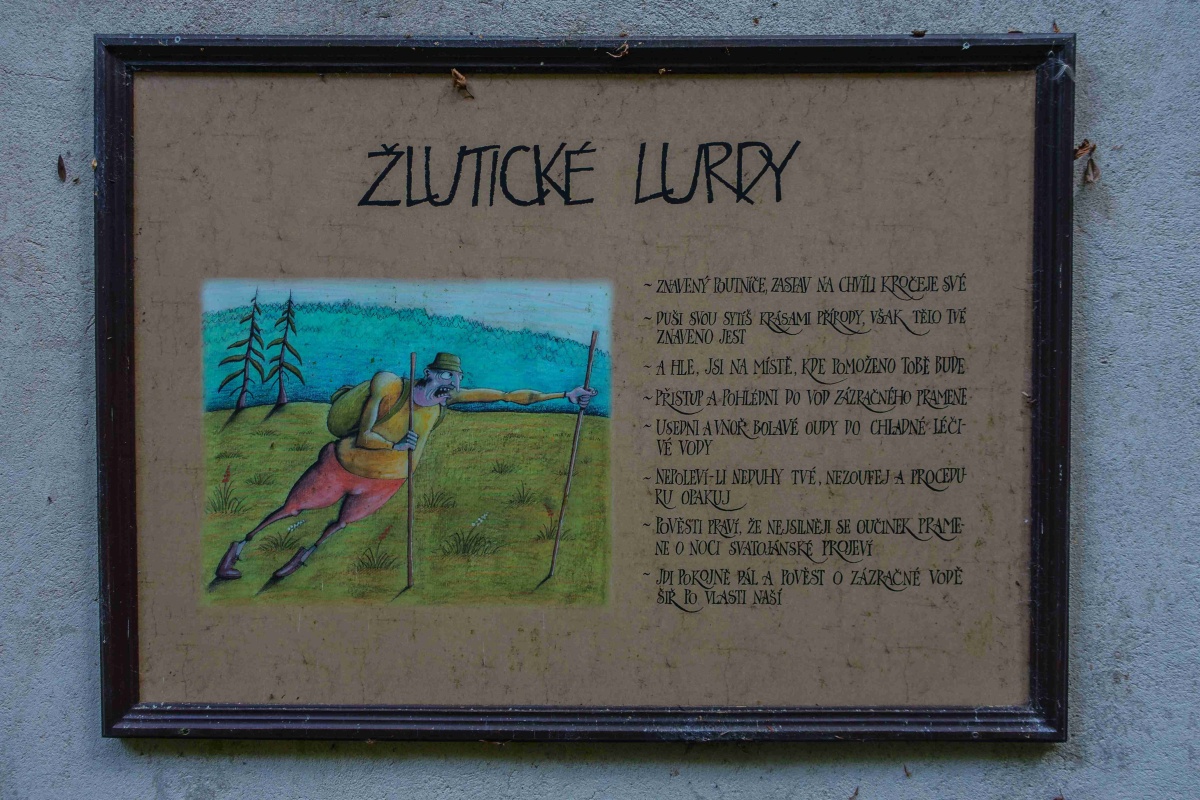 ŽLUTICKÉ LURDY
~ ZNAVENÝ POUTNÍČE, ZASTAV NA CHVÍLI KROČEJE SVÉ
~ DUŠI SVOU SYTÍŠ KRÁSAMI PŘÍRODY, VŠAK TĚLO TVÉ
ZNAVENO JEST
~ A HLE, JSI NA MÍSTĚ, KDE POMOŽENO TOBĚ BUDE
~ PŘISTUP A POHLÉDNI DO VOD ZÁZRAČNÉHO PRAMENE
~ USEDNI A VNOŘ BOLAVÉ OUDY DO CHLADNÉ LÉČI-
VÉ VODY
~ NEPOLEVÍ-LI NEDUHY TVÉ, NEZOUFEJ A PROCEDU-
RU OPAKUJ
~ POVĚSTI PRAVÍ, ŽE NEJSILNĚJI SE OUČINEK PRAME-
NE O NOCI SVATOJÁNSKÉ PROJEVÍ
~ JDI POKOJNĚ DÁL A POVĚST O ZÁZRAČNÉ VODĚ
ŠIŘ PO VLASTI NAŠÍ